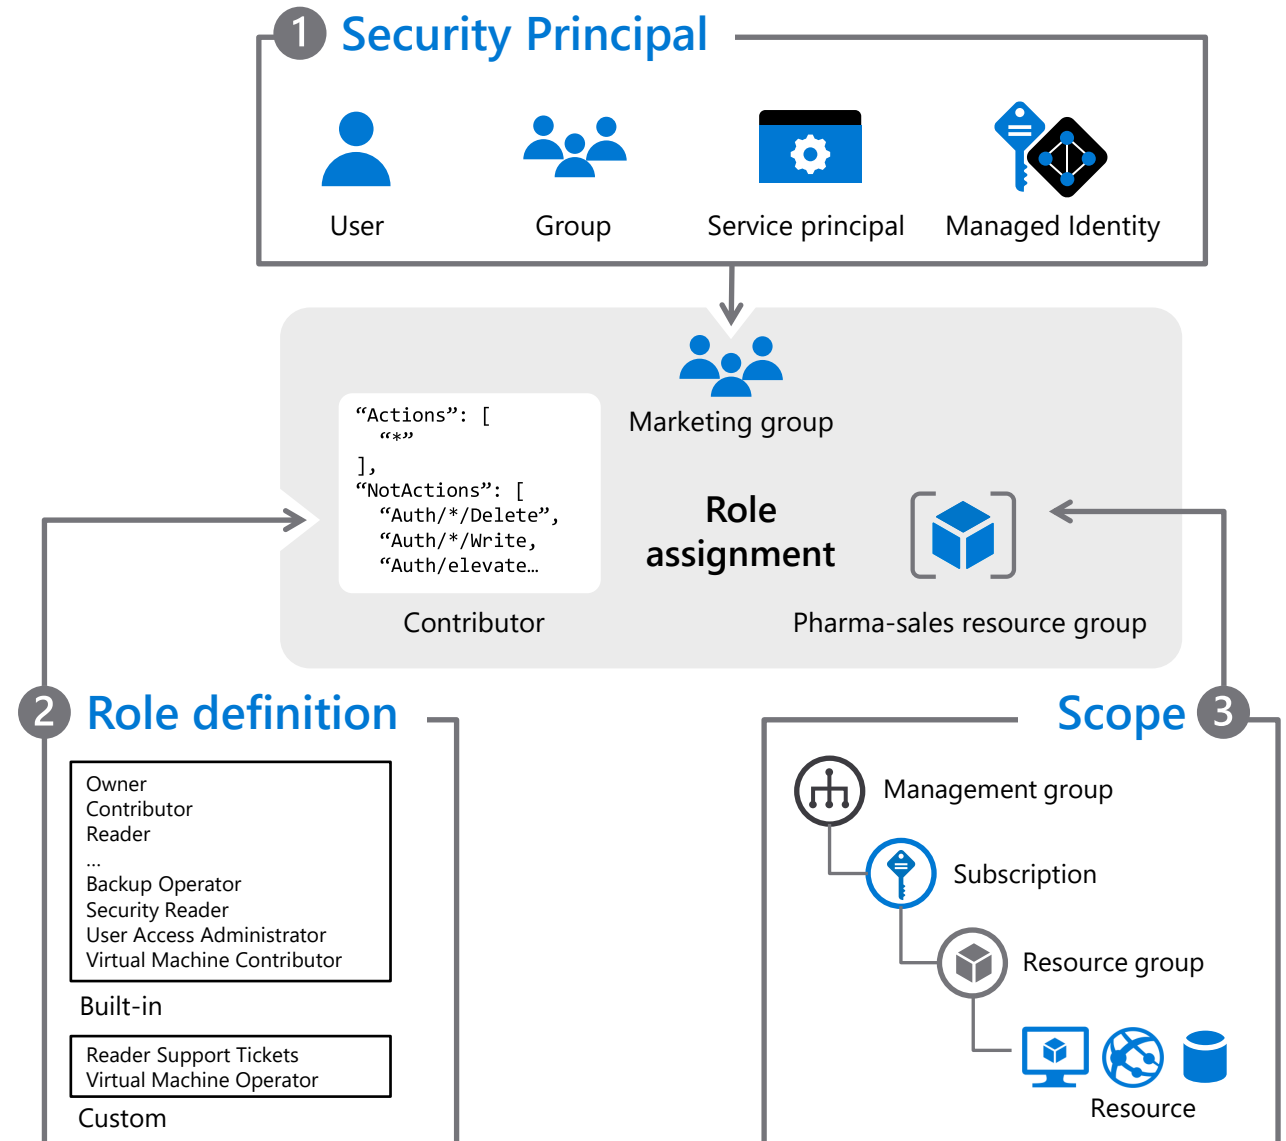 1 Security Principal
User
Group
Service principal
Managed Identity
Marketing group
“Actions”: [
“*”
],
“NotActions”: [
“Auth/*/Delete”,
“Auth/*/Write,
“Auth/elevate…
Contributor
Role
assignment
Pharma-sales resource group
2 Role definition
Owner
Contributor
Reader
…
Backup Operator
Security Reader
User Access Administrator
Virtual Machine Contributor
Built-in
Reader Support Tickets
Virtual Machine Operator
Custom
Scope 3
Management group
Subscription
Resource group
Resource